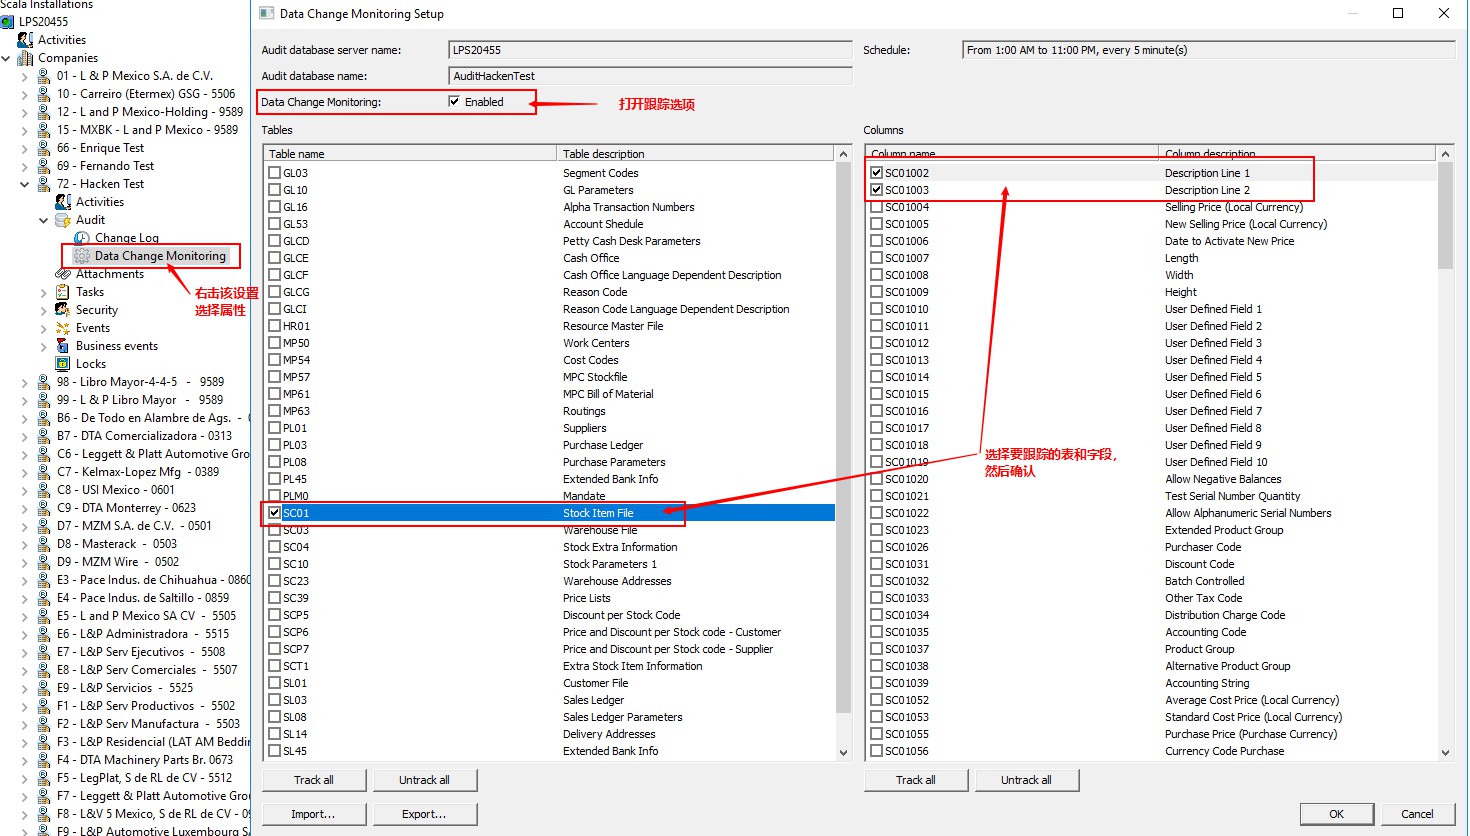 Scala Installations
LPS20455
Activities
Companies
01 - L & P Mexico S.A. de C.V.
10 - Carreiro (Etermex) GSG - 5506
12 - L and P Mexico-Holding - 9589
15 - MXBK - L and P Mexico - 9589
66 - Enrique Test
69 - Fernando Test
72 - Hacken Test
Activities
Audit
Change Log
Data Change Monitoring
Attachments
Tasks
Security
Events
Business events
Locks
98 - Libro Mayor-4-4-5 - 9589
99 - L & P Libro Mayor - 9589
B6 - De Todo en Alambre de Ags. - 0
B7 - DTA Comercializadora - 0313
C6 - Leggett & Platt Automotive Gro
C7 - Kelmax-Lopez Mfg - 0389
C8 - USI Mexico - 0601
C9 - DTA Monterrey - 0623
D7 - MZM S.A. de C.V. - 0501
D8 - Masterack - 0503
D9 - MZM Wire - 0502
E3 - Pace Indus. de Chihuahua - 0860
E4 - Pace Indus. de Saltillo - 0859
E5 - L and P Mexico SA CV - 5505
E6 - L&P Administradora - 5515
E7 - L&P Serv Ejecutivos - 5508
E8 - L&P Serv Comerciales - 5507
E9 - L&P Servicios - 5525
F1 - L&P Serv Productivos - 5502
F2 - L&P Serv Manufactura - 5503
F3 - L&P Residencial (LAT AM Beddin
F4 - DTA Machinery Parts Br. 0673
F5 - LegPlat, S de RL de CV - 5512
F7 - Leggett & Platt Automotive Gro
F8 - L&V 5 Mexico, S de RL de CV - 09
F9 - L&P Automotive Luxembourg SA
右击该设置
选择属性
Data Change Monitoring Setup
Audit database server name: LPS20455
Schedule: From 1:00 AM to 11:00 PM, every 5 minute(s)
Audit database name: AuditHackenTest
Data Change Monitoring: Enabled
打开跟踪选项
Tables
Table name Table description
GL03 Segment Codes
GL10 GL Parameters
GL16 Alpha Transaction Numbers
GL53 Account Shedule
GLCD Petty Cash Desk Parameters
GLCE Cash Office
GLCF Cash Office Language Dependent Description
GLCG Reason Code
GLCI Reason Code Language Dependent Description
HR01 Resource Master File
MP50 Work Centers
MP54 Cost Codes
MP57 MPC Stockfile
MP61 MPC Bill of Material
MP63 Routings
PL01 Suppliers
PL03 Purchase Ledger
PL08 Purchase Parameters
PL45 Extended Bank Info
PLM0 Mandate
SC01 Stock Item File
SC03 Warehouse File
SC04 Stock Extra Information
SC10 Stock Parameters 1
SC23 Warehouse Addresses
SC39 Price Lists
SCP5 Discount per Stock Code
SCP6 Price and Discount per Stock code - Customer
SCP7 Price and Discount per Stock code - Supplier
SCT1 Extra Stock Item Information
SL01 Customer File
SL03 Sales Ledger
SL08 Sales Ledger Parameters
SL14 Delivery Addresses
SL45 Extended Bank Info
Track all Untrack all
Import... Export...
Columns
Column name Column description
SC01002 Description Line 1
SC01003 Description Line 2
SC01004 Selling Price (Local Currency)
SC01005 New Selling Price (Local Currency)
SC01006 Date to Activate New Price
SC01007 Length
SC01008 Width
SC01009 Height
SC01010 User Defined Field 1
SC01011 User Defined Field 2
SC01012 User Defined Field 3
SC01013 User Defined Field 4
SC01014 User Defined Field 5
SC01015 User Defined Field 6
SC01016 User Defined Field 7
SC01017 User Defined Field 8
SC01018 User Defined Field 9
SC01019 User Defined Field 10
SC01020 Allow Negative Balances
SC01021 Test Serial Number Quantity
SC01022 Allow Alphanumeric Serial Numbers
SC01023 Extended Product Group
SC01026 Purchaser Code
SC01031 Discount Code
SC01032 Batch Controlled
SC01033 Other Tax Code
SC01034 Distribution Charge Code
SC01035 Accounting Code
SC01037 Product Group
SC01038 Alternative Product Group
SC01039 Accounting String
SC01052 Average Cost Price (Local Currency)
SC01053 Standard Cost Price (Local Currency)
SC01055 Purchase Price (Purchase Currency)
SC01056 Currency Code Purchase
选择要跟踪的表和字段,
然后确认
Track all Untrack all
OK Cancel